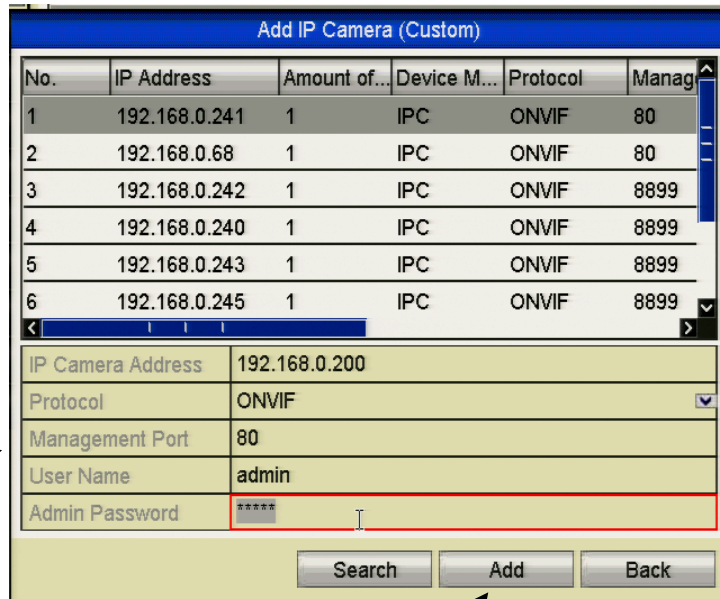 Add IP Camera (Custom)
No. IP Address Amount of... Device M... Protocol Manag
1 192.168.0.241 1 IPC ONVIF 80
2 192.168.0.68 1 IPC ONVIF 80
3 192.168.0.242 1 IPC ONVIF 8899
4 192.168.0.240 1 IPC ONVIF 8899
5 192.168.0.243 1 IPC ONVIF 8899
6 192.168.0.245 1 IPC ONVIF 8899
IP Camera Address 192.168.0.200
Protocol ONVIF
Management Port 80
User Name admin
Admin Password *****
Search Add Back